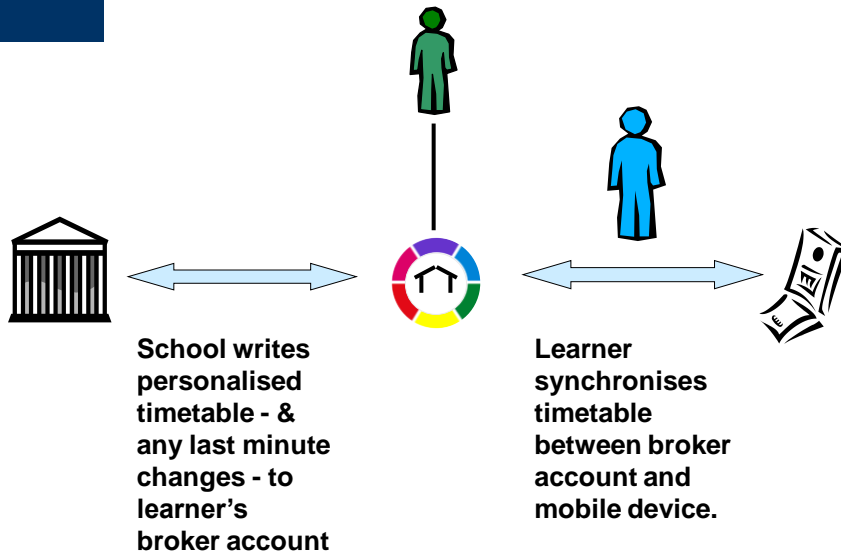 School writes
personalised
timetable - &
any last minute
changes - to
learner's
broker account
Learner
synchronises
timetable
between broker
account and
mobile device.